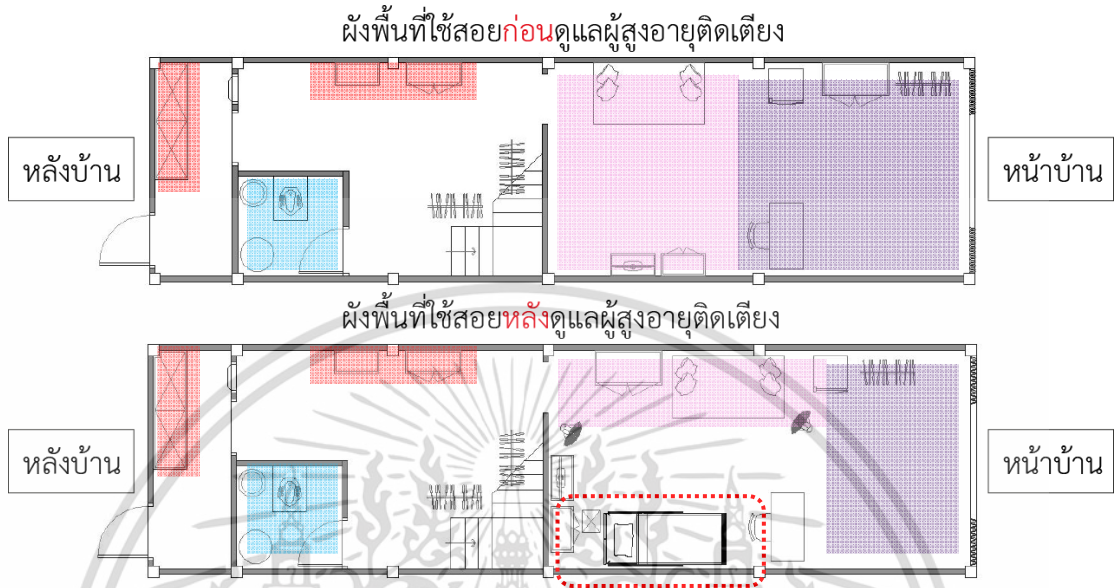 ผังพื้นที่ใช้สอยก่อนดูแลผู้สูงอายุติดเตียง
หลังบ้าน
หน้าบ้าน
ผังพื้นที่ใช้สอยหลังดูแลผู้สูงอายุติดเตียง
หลังบ้าน
หน้าบ้าน